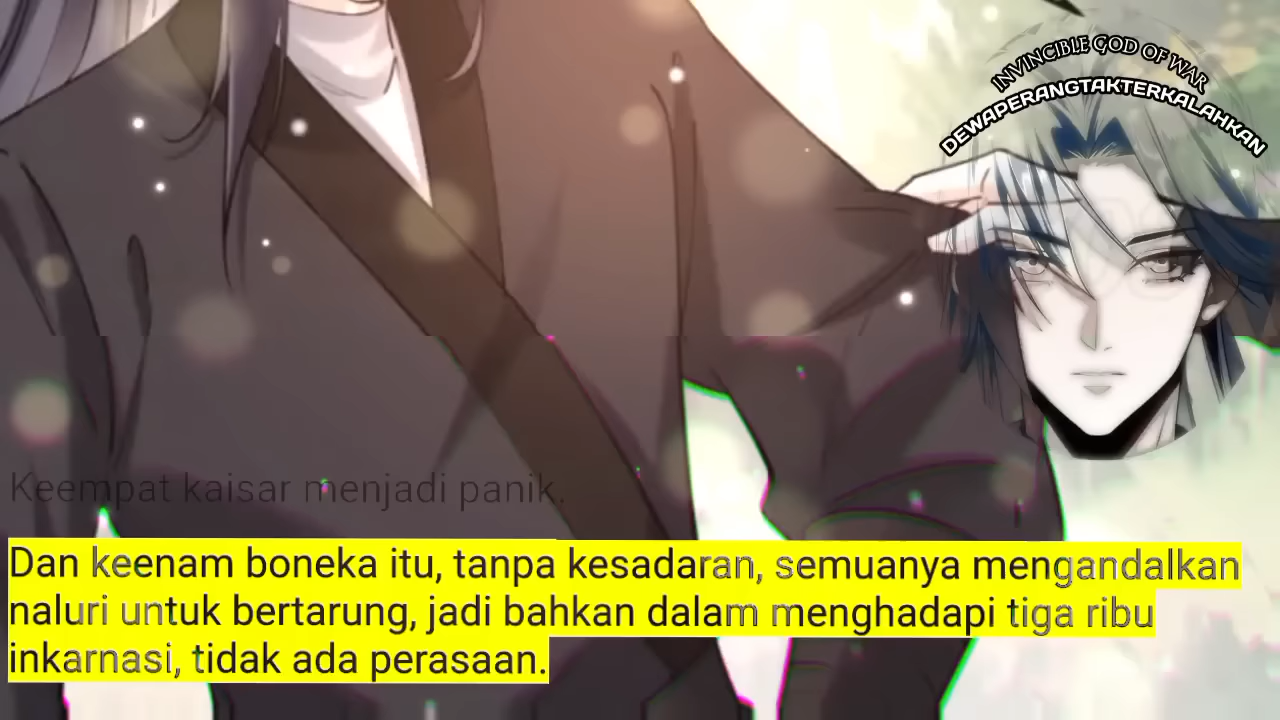 INVINCIBLE GOD OF WAR
DEWAPERANGTAKTERKALAHKAN
Keempat kaisar menjadi panik.
Dan keenam boneka itu, tanpa kesadaran, semuanya mengandalkan
naluri untuk bertarung, jadi bahkan dalam menghadapi tiga ribu
inkarnasi, tidak ada perasaan.